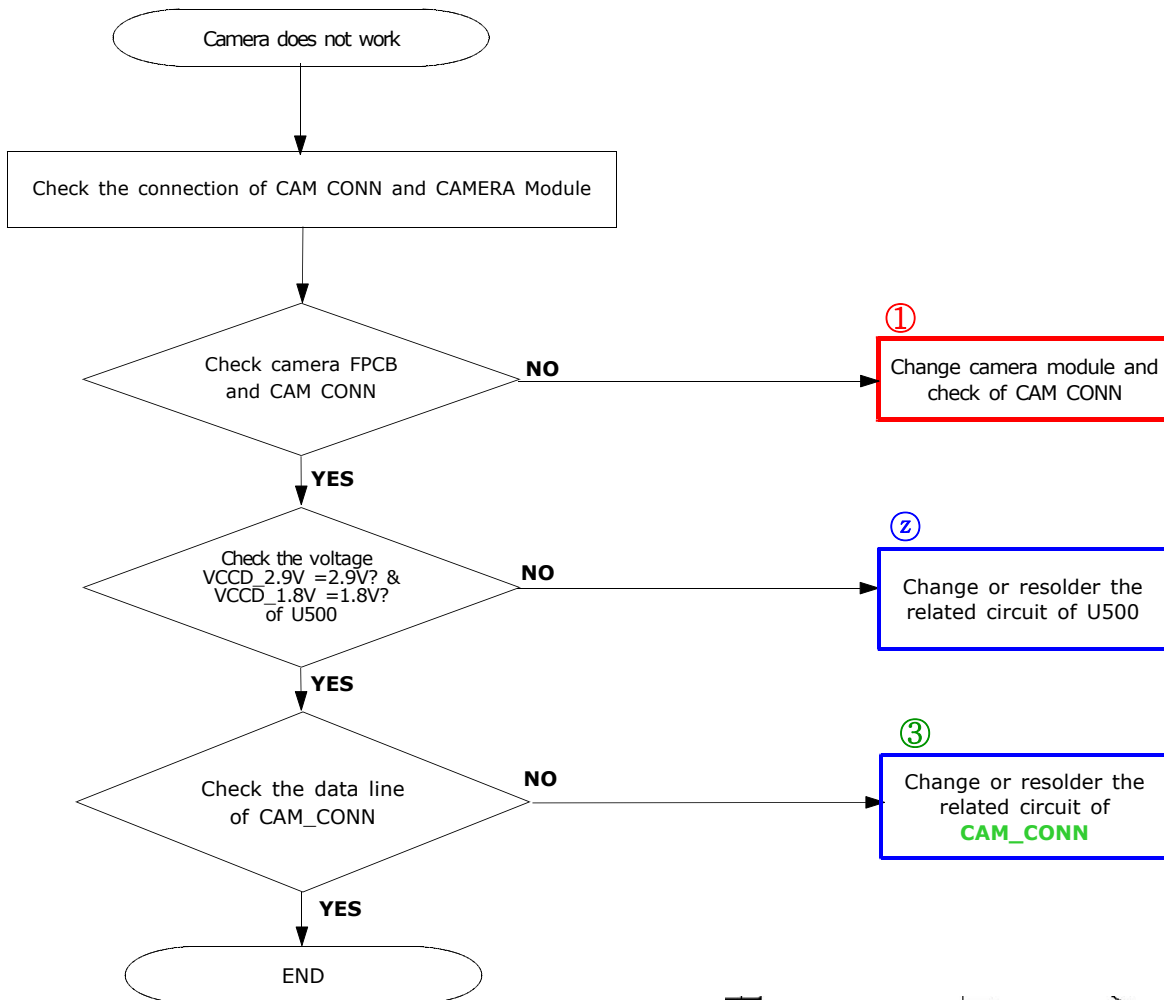 Camera does not work
Check the connection of CAM CONN and CAMERA Module
Check camera FPCB
and CAM CONN
NO
①
Change camera module and
check of CAM CONN
YES
Check the voltage
VCCD_2.9V =2.9V? &
VCCD_1.8V =1.8V?
of U500
NO
ⓩ
Change or resolder the
related circuit of U500
YES
Check the data line
of CAM_CONN
NO
③
Change or resolder the
related circuit of
CAM_CONN
YES
END